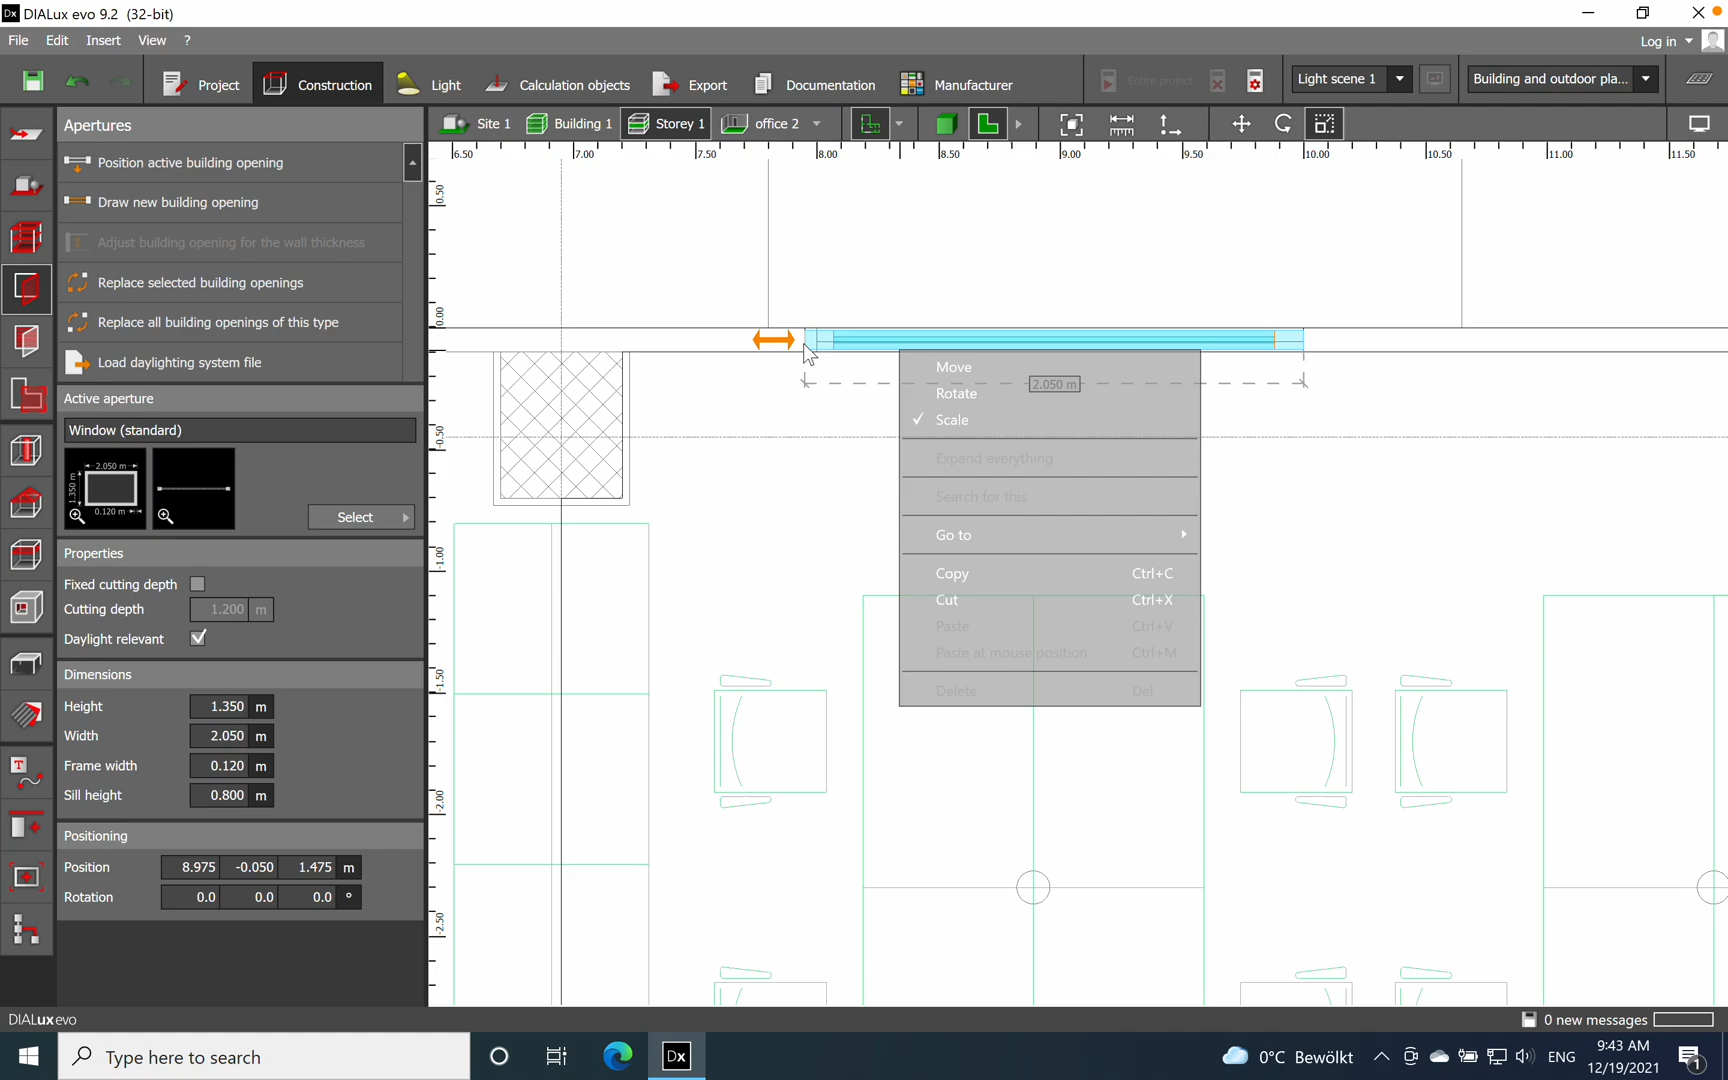 DIALux evo 9.2 (32-bit)
File Edit Insert View ?
Log in
Project Construction Light Calculation objects Export Documentation Manufacturer Entire project Light scene 1 Building and outdoor pla...
Apertures
Site 1 Building 1 Storey 1 office 2
Position active building opening
Draw new building opening
Adjust building opening for the wall thickness
Replace selected building openings
Replace all building openings of this type
Load daylighting system file
Active aperture
Window (standard)
2.050 m
1.350 m
0.120 m
Select
Properties
Fixed cutting depth
Cutting depth 1.200 m
Daylight relevant
Dimensions
Height 1.350 m
Width 2.050 m
Frame width 0.120 m
Sill height 0.800 m
Positioning
Position 8.975 -0.050 1.475 m
Rotation 0.0 0.0 0.0 °
6.50 7.00 7.50 8.00 8.50 9.00 9.50 10.00 10.50 11.00 11.50
0.50
0.00
-0.50
-1.00
-1.50
-2.00
-2.50
2.050 m
Move
Rotate
Scale
Expand everything
Search for this
Go to
Copy Ctrl+C
Cut Ctrl+X
Paste Ctrl+V
Paste at mouse position Ctrl+M
Delete Del
DIALux evo
0 new messages
Type here to search
Dx
0°C Bewölkt
ENG
9:43 AM
12/19/2021
1